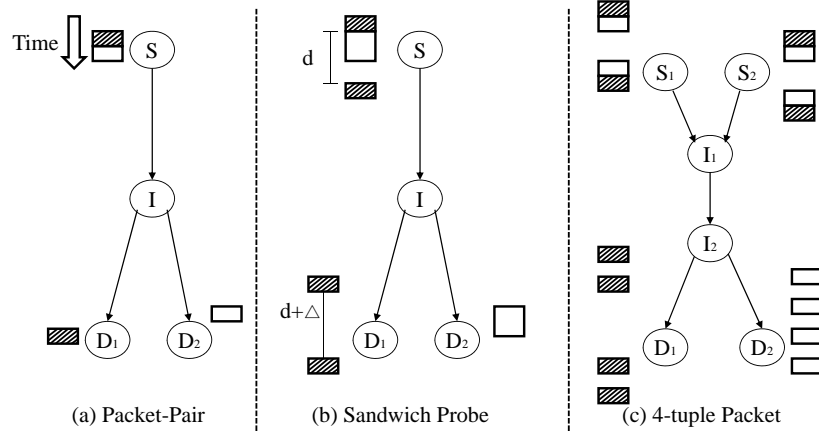 Time
S
I
D1
D2
(a) Packet-Pair
d
S
I
d+△
D1
D2
(b) Sandwich Probe
S1
S2
I1
I2
D1
D2
(c) 4-tuple Packet